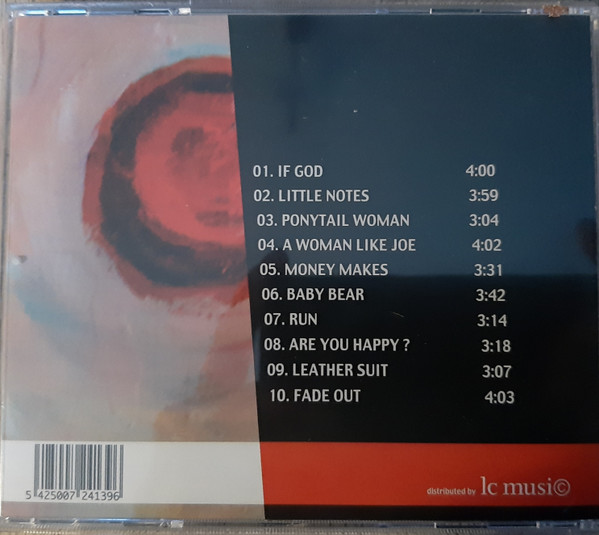 01. IF GOD 4:00
02. LITTLE NOTES 3:59
03. PONYTAIL WOMAN 3:04
04. A WOMAN LIKE JOE 4:02
05. MONEY MAKES 3:31
06. BABY BEAR 3:42
07. RUN 3:14
08. ARE YOU HAPPY ? 3:18
09. LEATHER SUIT 3:07
10. FADE OUT 4:03
5 425007 241396
distributed by lc musi©